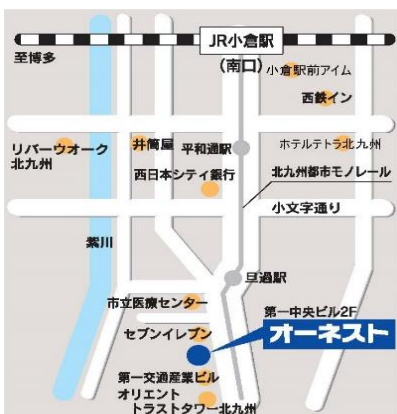 JR小倉駅
(南口)
至博多
小倉駅前アイム
西鉄イン
リバーウオーク
北九州
井筒屋
平和通駅
ホテルテトラ北九州
西日本シティ銀行
北九州都市モノレール
小文字通り
紫川
旦過駅
市立医療センター
第一中央ビル2F
セブンイレブン
オーネスト
第一交通産業ビル
オリエント
トラストタワー北九州